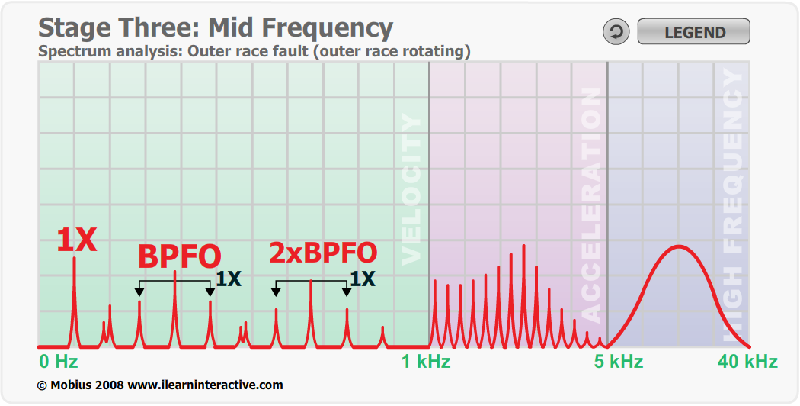 Stage Three: Mid Frequency
LEGEND
Spectrum analysis: Outer race fault (outer race rotating)
VELOCITY
ACCELERATION
HIGH FREQUENCY
1X
BPFO
1X
2xBPFO
1X
0 Hz
1 kHz
5 kHz
40 kHz
© Mobius 2008 www.ilearninteractive.com